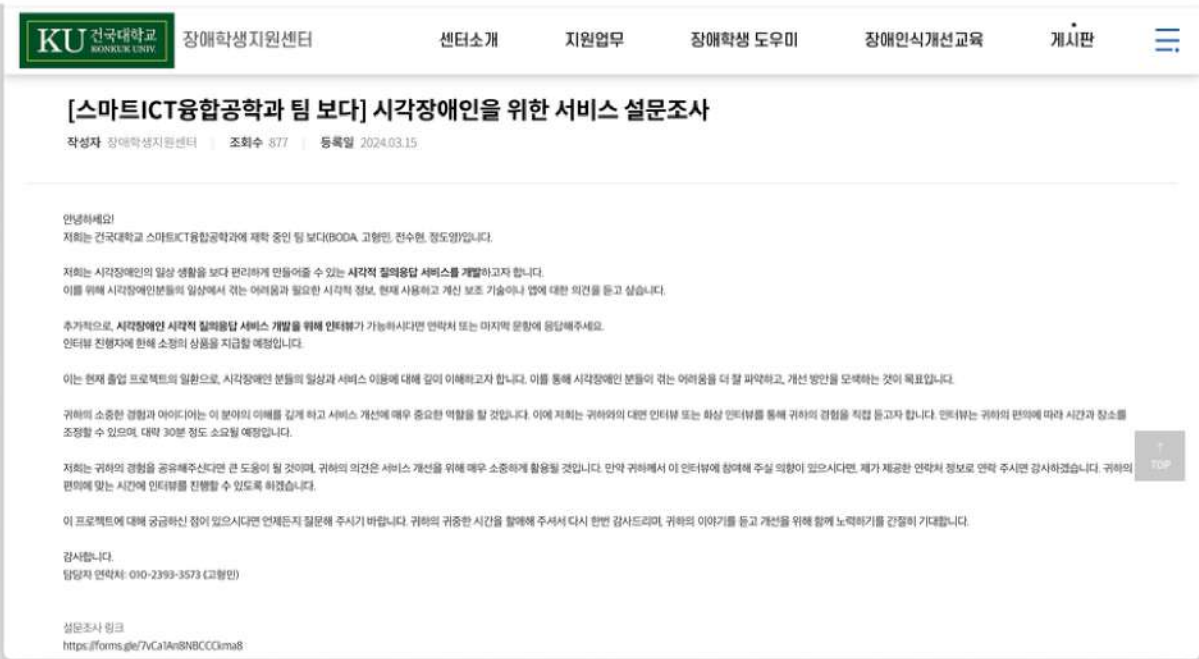 KU 건국대학교
KONKUK UNIV.
장애학생지원센터
센터소개 지원업무 장애학생 도우미 장애인식개선교육 게시판
[스마트ICT융합공학과 팀 보다] 시각장애인을 위한 서비스 설문조사
작성자 장애학생지원센터 조회수 877 등록일 2024.03.15
안녕하세요!
저희는 건국대학교 스마트ICT융합공학과에 재학 중인 팀 보다(BODA, 고형민, 전수현, 정도영)입니다.
저희는 시각장애인의 일상 생활을 보다 편리하게 만들어줄 수 있는 시각적 질의응답 서비스를 개발하고자 합니다.
이를 위해 시각장애인분들의 일상에서 겪는 어려움과 필요한 시각적 정보, 현재 사용하고 계신 보조 기술이나 앱에 대한 의견을 듣고 싶습니다.
추가적으로, 시각장애인 시각적 질의응답 서비스 개발을 위해 인터뷰가 가능하시다면 연락처 또는 마지막 문항에 응답해주세요.
인터뷰 진행자에 한해 소정의 상품을 지급할 예정입니다.
이는 현재 졸업 프로젝트의 일환으로, 시각장애인 분들의 일상과 서비스 이용에 대해 깊이 이해하고자 합니다. 이를 통해 시각장애인 분들이 겪는 어려움을 더 잘 파악하고, 개선 방안을 모색하는 것이 목표입니다.
귀하의 소중한 경험과 아이디어는 이 분야의 이해를 깊게 하고 서비스 개선에 매우 중요한 역할을 할 것입니다. 이에 저희는 귀하와의 대면 인터뷰 또는 화상 인터뷰를 통해 귀하의 경험을 직접 듣고자 합니다. 인터뷰는 귀하의 편의에 따라 시간과 장소를
조정할 수 있으며, 대략 30분 정도 소요될 예정입니다.
저희는 귀하의 경험을 공유해주신다면 큰 도움이 될 것이며, 귀하의 의견은 서비스 개선을 위해 매우 소중하게 활용될 것입니다. 만약 귀하께서 이 인터뷰에 참여해 주실 의향이 있으시다면, 제가 제공한 연락처 정보로 연락 주시면 감사하겠습니다. 귀하의
편의에 맞는 시간에 인터뷰를 진행할 수 있도록 하겠습니다.
↑
TOP
이 프로젝트에 대해 궁금하신 점이 있으시다면 언제든지 질문해 주시기 바랍니다. 귀하의 귀중한 시간을 할애해 주셔서 다시 한번 감사드리며, 귀하의 이야기를 듣고 개선을 위해 함께 노력하기를 간절히 기대합니다.
감사합니다.
담당자 연락처: 010-2393-3573 (고형민)
설문조사 링크
https://forms.gle/7vCa1An8NBCCCkma8